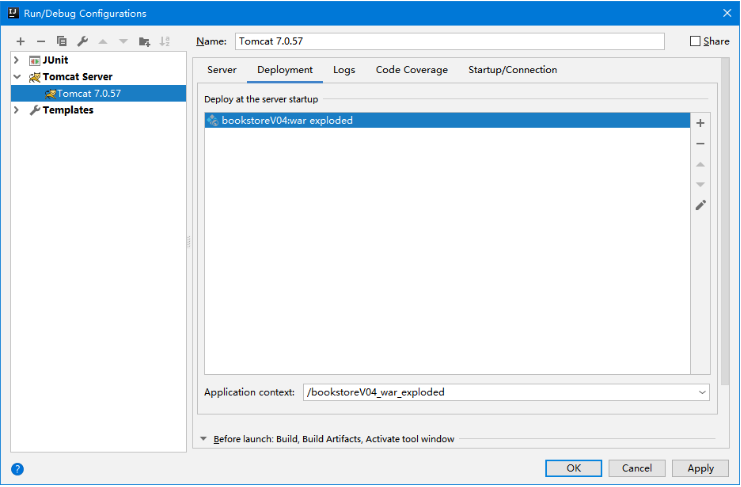 Run/Debug Configurations
Name: Tomcat 7.0.57
Share
JUnit
Tomcat Server
Tomcat 7.0.57
Templates
Server Deployment Logs Code Coverage Startup/Connection
Deploy at the server startup
bookstoreV04:war exploded
Application context: /bookstoreV04_war_exploded
Before launch: Build, Build Artifacts, Activate tool window
? OK Cancel Apply